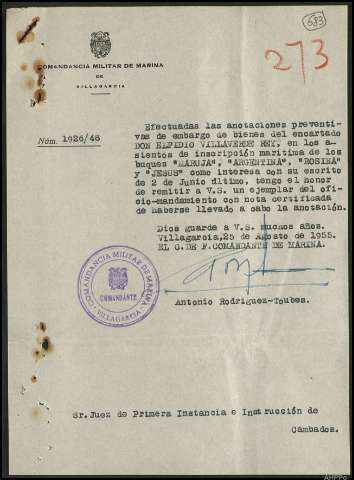 683
273
COMANDANCIA MILITAR DE MARINA
DE
VILLAGARCIA
Núm. 1926/46
Efectuadas las anotaciones preventi-
vas de embargo de bienes del encartado
DON ELPIDIO VILLAVERDE REY, en los a-
sientos de inscripción marítima de los
buques "MARUJA", "ARGENTINA", "ROSINA"
y "JESUS" como interesa con su escrito
de 2 de Junio último, tengo el honor
de remitir a V.S. un ejemplar del ofi-
cio-mandamiento con nota certificada
de haberse llevado a cabo la anotación.
Dios guarde a V.S. muchos años.
Villagarcia, 25 de Agosto de 1955.
EL C. DE F. COMANDANTE DE MARINA.
COMANDANCIA MILITAR DE MARINA
COMANDANTE
VILLAGARCIA
Antonio Rodriguez-Toubes.
Sr. Juez de Primera Instancia e Instrucción de
Cambados.
AHPPo